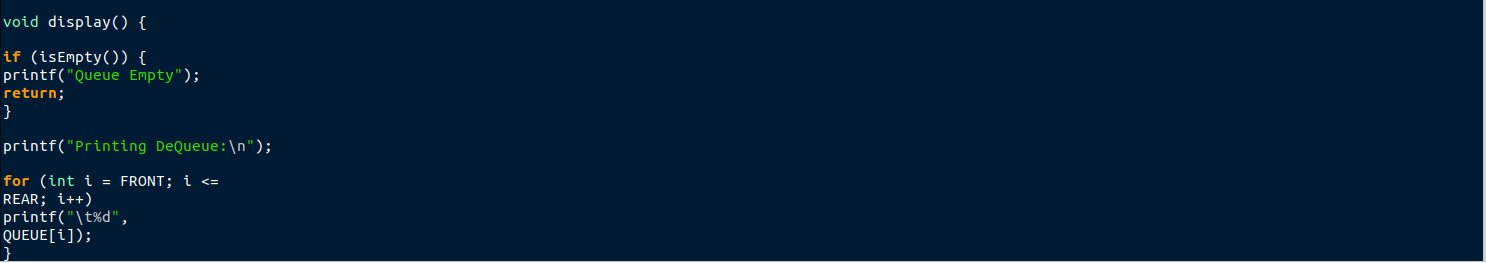 void display() {
if (isEmpty()) {
printf("Queue Empty");
return;
}
printf("Printing DeQueue:\n");
for (int i = FRONT; i <=
REAR; i++)
printf("\t%d",
QUEUE[i]);
}